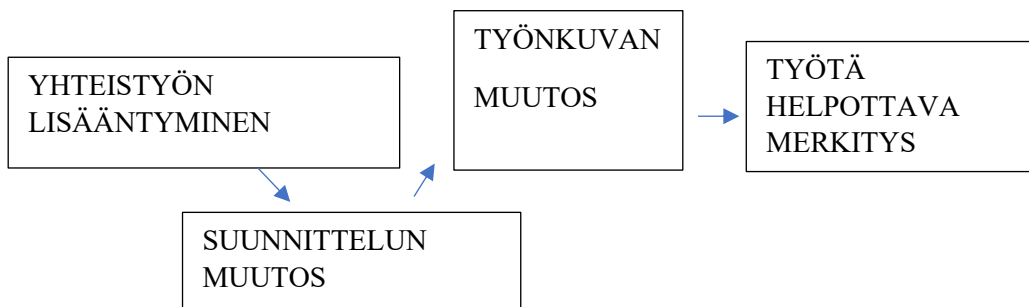 YHTEISTYÖN
LISÄÄNTYMINEN
SUUNNITTELUN
MUUTOS
TYÖNKUVAN
MUUTOS
TYÖTÄ
HELPOTTAVA
MERKITYS